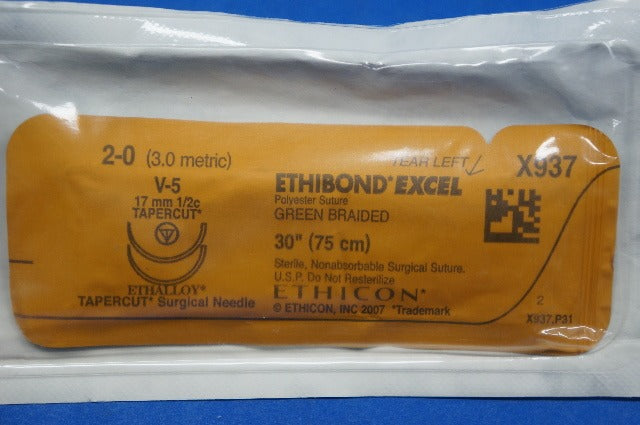 2-0 (3.0 metric)
V-5
17 mm 1/2c
TAPERCUT*
ETHALLOY*
TAPERCUT* Surgical Needle
TEAR LEFT
ETHIBOND*EXCEL
Polyester Suture
GREEN BRAIDED
30" (75 cm)
Sterile, Nonabsorbable Surgical Suture.
U.S.P. Do Not Resterilize
ETHICON*
© ETHICON, INC 2007 *Trademark
X937
2
X937.P31